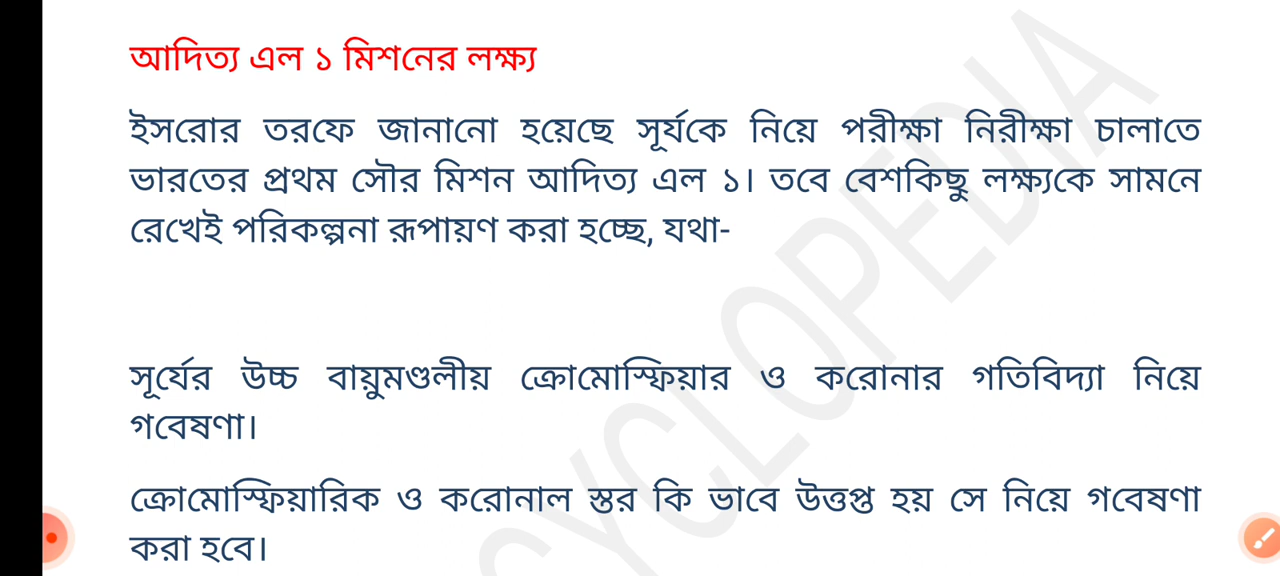 আদিত্য এল ১ মিশনের লক্ষ্য
ইসরোর তরফে জানানো হয়েছে সূর্যকে নিয়ে পরীক্ষা নিরীক্ষা চালাতে
ভারতের প্রথম সৌর মিশন আদিত্য এল ১। তবে বেশকিছু লক্ষ্যকে সামনে
রেখেই পরিকল্পনা রূপায়ণ করা হচ্ছে, যথা-
সূর্যের উচ্চ বায়ুমণ্ডলীয় ক্রোমোস্ফিয়ার ও করোনার গতিবিদ্যা নিয়ে
গবেষণা।
ক্রোমোস্ফিয়ারিক ও করোনাল স্তর কি ভাবে উত্তপ্ত হয় সে নিয়ে গবেষণা
করা হবে।
CYCLOPEDIA